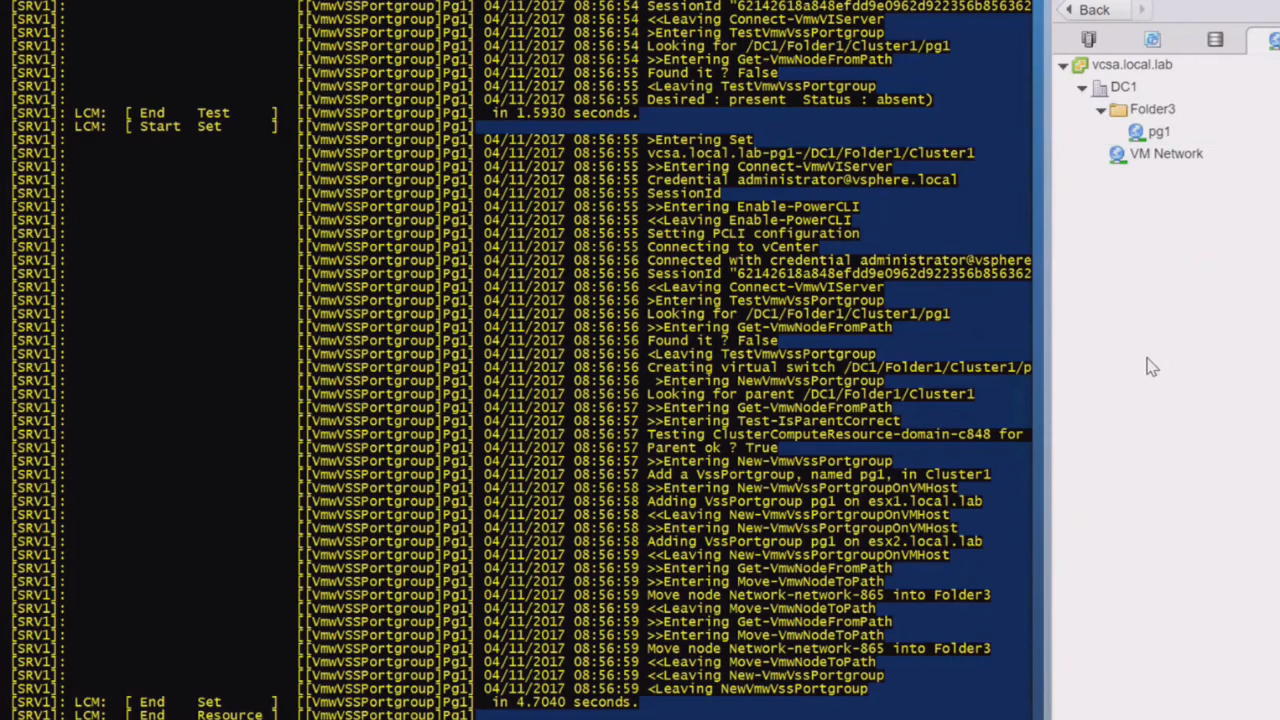 [SRV1]: [[VmwVSSPortgroup]Pg1] 04/11/2017 08:56:54 SessionId "62142618a848efdd9e0962d922356b856362
[SRV1]: [[VmwVSSPortgroup]Pg1] 04/11/2017 08:56:54 <<Leaving Connect-VmwVIServer
[SRV1]: [[VmwVSSPortgroup]Pg1] 04/11/2017 08:56:54 >Entering TestVmwVssPortgroup
[SRV1]: [[VmwVSSPortgroup]Pg1] 04/11/2017 08:56:54 Looking for /DC1/Folder1/Cluster1/pg1
[SRV1]: [[VmwVSSPortgroup]Pg1] 04/11/2017 08:56:54 >>Entering Get-VmwNodeFromPath
[SRV1]: [[VmwVSSPortgroup]Pg1] 04/11/2017 08:56:55 Found it ? False
[SRV1]: [[VmwVSSPortgroup]Pg1] 04/11/2017 08:56:55 <Leaving TestVmwVssPortgroup
[SRV1]: [[VmwVSSPortgroup]Pg1] 04/11/2017 08:56:55 Desired : present Status : absent)
[SRV1]: LCM: [ End Test ] [[VmwVSSPortgroup]Pg1] in 1.5930 seconds.
[SRV1]: LCM: [ Start Set ] [[VmwVSSPortgroup]Pg1]
[SRV1]: [[VmwVSSPortgroup]Pg1] 04/11/2017 08:56:55 >Entering Set
[SRV1]: [[VmwVSSPortgroup]Pg1] 04/11/2017 08:56:55 vcsa.local.lab-pg1-/DC1/Folder1/Cluster1
[SRV1]: [[VmwVSSPortgroup]Pg1] 04/11/2017 08:56:55 >>Entering Connect-VmwVIServer
[SRV1]: [[VmwVSSPortgroup]Pg1] 04/11/2017 08:56:55 Credential administrator@vsphere.local
[SRV1]: [[VmwVSSPortgroup]Pg1] 04/11/2017 08:56:55 SessionId
[SRV1]: [[VmwVSSPortgroup]Pg1] 04/11/2017 08:56:55 >>Entering Enable-PowerCLI
[SRV1]: [[VmwVSSPortgroup]Pg1] 04/11/2017 08:56:55 <<Leaving Enable-PowerCLI
[SRV1]: [[VmwVSSPortgroup]Pg1] 04/11/2017 08:56:55 Setting PCLI configuration
[SRV1]: [[VmwVSSPortgroup]Pg1] 04/11/2017 08:56:55 Connecting to vCenter
[SRV1]: [[VmwVSSPortgroup]Pg1] 04/11/2017 08:56:56 Connected with credential administrator@vsphere
[SRV1]: [[VmwVSSPortgroup]Pg1] 04/11/2017 08:56:56 SessionId "62142618a848efdd9e0962d922356b856362
[SRV1]: [[VmwVSSPortgroup]Pg1] 04/11/2017 08:56:56 <<Leaving Connect-VmwVIServer
[SRV1]: [[VmwVSSPortgroup]Pg1] 04/11/2017 08:56:56 >Entering TestVmwVssPortgroup
[SRV1]: [[VmwVSSPortgroup]Pg1] 04/11/2017 08:56:56 Looking for /DC1/Folder1/Cluster1/pg1
[SRV1]: [[VmwVSSPortgroup]Pg1] 04/11/2017 08:56:56 >>Entering Get-VmwNodeFromPath
[SRV1]: [[VmwVSSPortgroup]Pg1] 04/11/2017 08:56:56 Found it ? False
[SRV1]: [[VmwVSSPortgroup]Pg1] 04/11/2017 08:56:56 <Leaving TestVmwVssPortgroup
[SRV1]: [[VmwVSSPortgroup]Pg1] 04/11/2017 08:56:56 Creating virtual switch /DC1/Folder1/Cluster1/p
[SRV1]: [[VmwVSSPortgroup]Pg1] 04/11/2017 08:56:56 >Entering NewVmwVssPortgroup
[SRV1]: [[VmwVSSPortgroup]Pg1] 04/11/2017 08:56:56 Looking for parent /DC1/Folder1/Cluster1
[SRV1]: [[VmwVSSPortgroup]Pg1] 04/11/2017 08:56:56 >>Entering Get-VmwNodeFromPath
[SRV1]: [[VmwVSSPortgroup]Pg1] 04/11/2017 08:56:57 >>Entering Test-IsParentCorrect
[SRV1]: [[VmwVSSPortgroup]Pg1] 04/11/2017 08:56:57 Testing ClusterComputeResource-domain-c848 for
[SRV1]: [[VmwVSSPortgroup]Pg1] 04/11/2017 08:56:57 Parent ok ? True
[SRV1]: [[VmwVSSPortgroup]Pg1] 04/11/2017 08:56:57 >>Entering New-VmwVssPortgroup
[SRV1]: [[VmwVSSPortgroup]Pg1] 04/11/2017 08:56:57 Add a VssPortgroup, named pg1, in Cluster1
[SRV1]: [[VmwVSSPortgroup]Pg1] 04/11/2017 08:56:58 >>Entering New-VmwVssPortgroupOnVMHost
[SRV1]: [[VmwVSSPortgroup]Pg1] 04/11/2017 08:56:58 Adding VssPortgroup pg1 on esx1.local.lab
[SRV1]: [[VmwVSSPortgroup]Pg1] 04/11/2017 08:56:58 <<Leaving New-VmwVssPortgroupOnVMHost
[SRV1]: [[VmwVSSPortgroup]Pg1] 04/11/2017 08:56:58 >>Entering New-VmwVssPortgroupOnVMHost
[SRV1]: [[VmwVSSPortgroup]Pg1] 04/11/2017 08:56:58 Adding VssPortgroup pg1 on esx2.local.lab
[SRV1]: [[VmwVSSPortgroup]Pg1] 04/11/2017 08:56:59 <<Leaving New-VmwVssPortgroupOnVMHost
[SRV1]: [[VmwVSSPortgroup]Pg1] 04/11/2017 08:56:59 >>Entering Get-VmwNodeFromPath
[SRV1]: [[VmwVSSPortgroup]Pg1] 04/11/2017 08:56:59 >>Entering Move-VmwNodeToPath
[SRV1]: [[VmwVSSPortgroup]Pg1] 04/11/2017 08:56:59 Move node Network-network-865 into Folder3
[SRV1]: [[VmwVSSPortgroup]Pg1] 04/11/2017 08:56:59 <<Leaving Move-VmwNodeToPath
[SRV1]: [[VmwVSSPortgroup]Pg1] 04/11/2017 08:56:59 >>Entering Get-VmwNodeFromPath
[SRV1]: [[VmwVSSPortgroup]Pg1] 04/11/2017 08:56:59 >>Entering Move-VmwNodeToPath
[SRV1]: [[VmwVSSPortgroup]Pg1] 04/11/2017 08:56:59 Move node Network-network-865 into Folder3
[SRV1]: [[VmwVSSPortgroup]Pg1] 04/11/2017 08:56:59 <<Leaving Move-VmwNodeToPath
[SRV1]: [[VmwVSSPortgroup]Pg1] 04/11/2017 08:56:59 >>Leaving Get-VmwNodeFromPath
[SRV1]: [[VmwVSSPortgroup]Pg1] 04/11/2017 08:56:59 <Leaving NewVmwVssPortgroup
[SRV1]: LCM: [ End Set ] [[VmwVSSPortgroup]Pg1] in 4.7040 seconds.
[SRV1]: LCM: [ End Resource ] [[VmwVSSPortgroup]Pg1]
Back
vcsa.local.lab
DC1
Folder3
pg1
VM Network